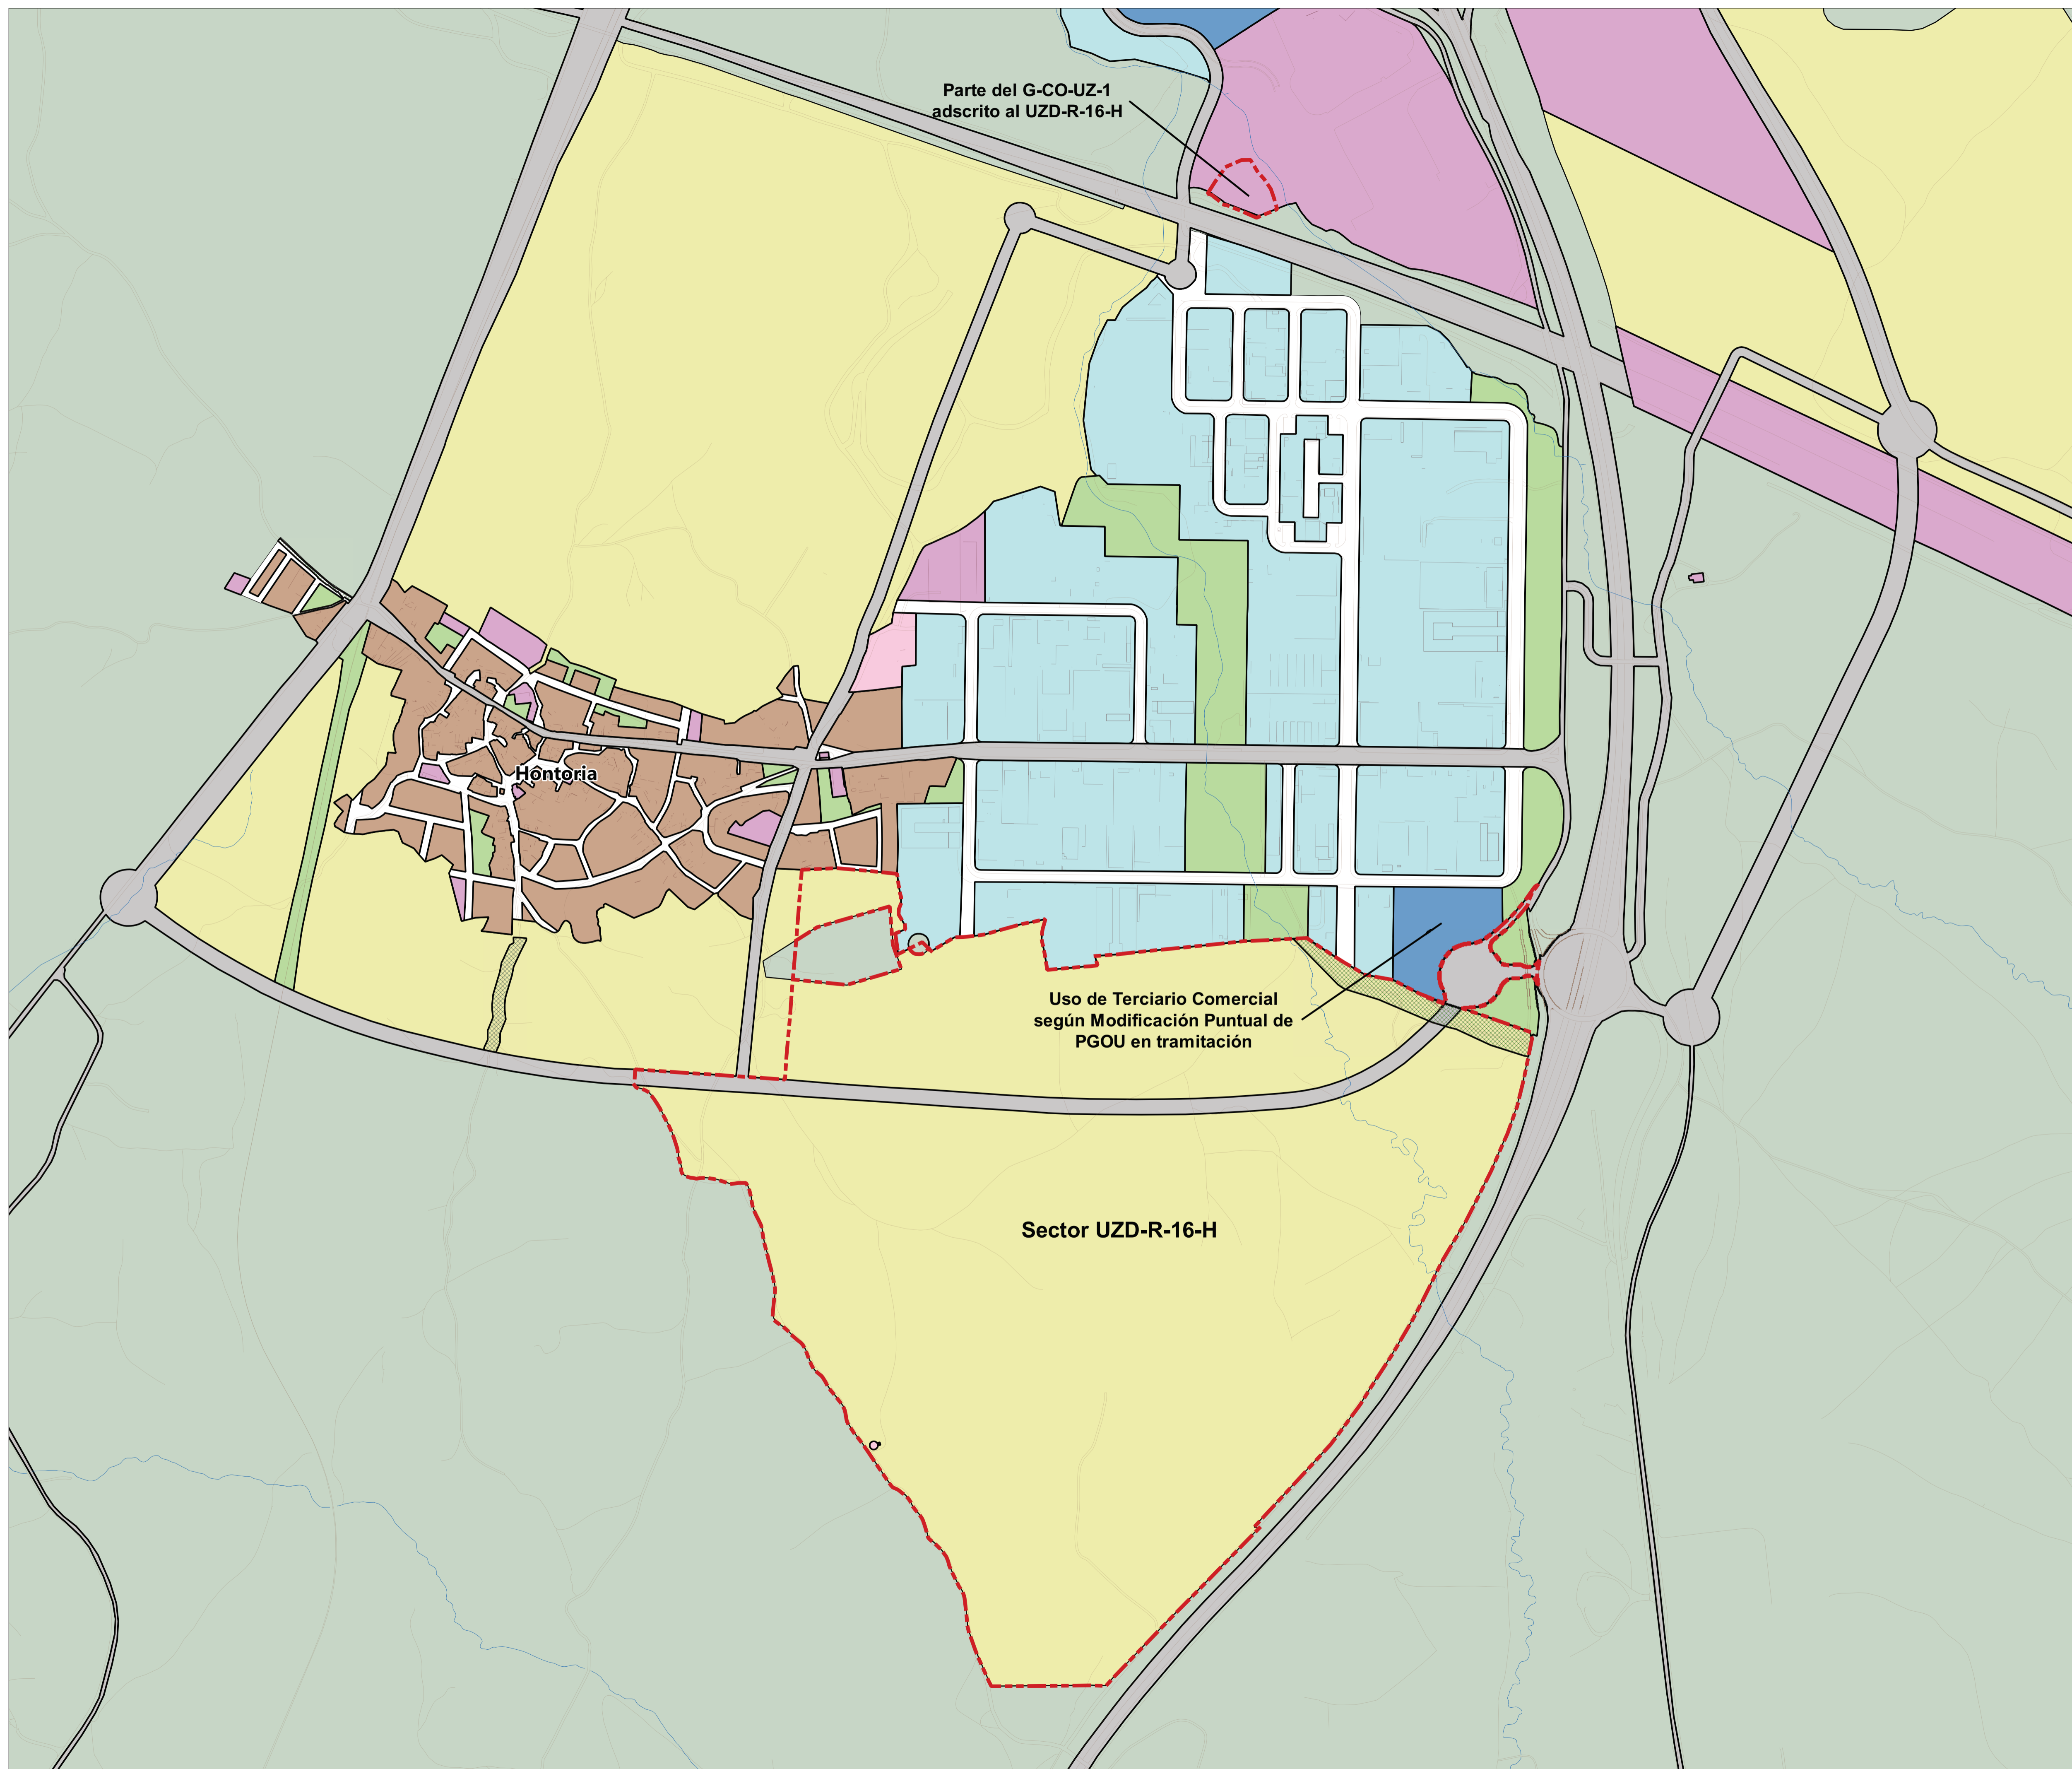 Parte del G-CO-UZ-1
adscrito al UZD-R-16-H
Hontoria
Uso de Terciario Comercial
según Modificación Puntual de
PGOU en tramitación
Sector UZD-R-16-H